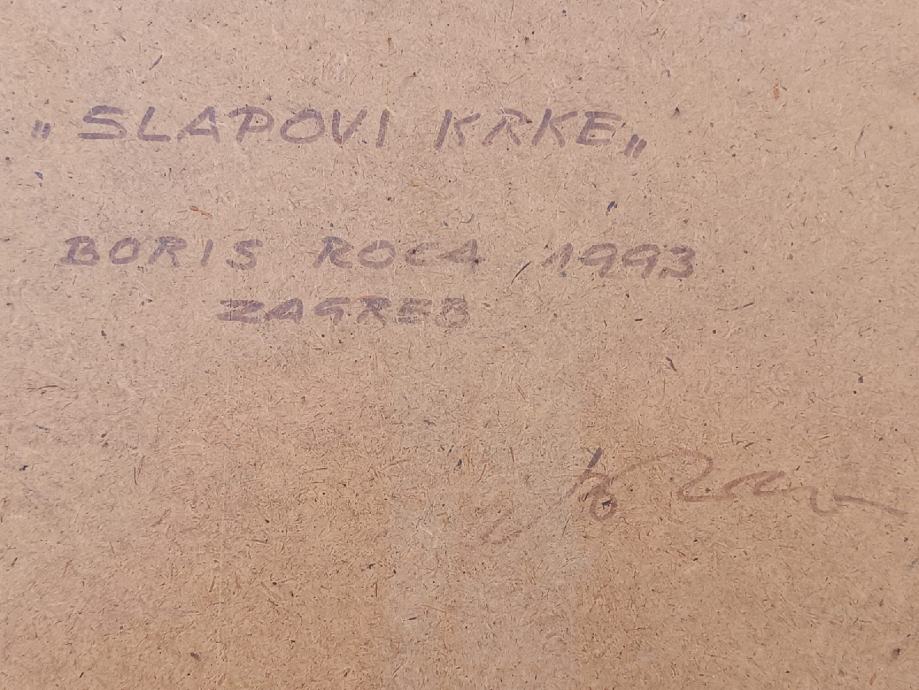 „SLAPOVI KRKE„
BORIS ROCA, 1993
ZAGREB